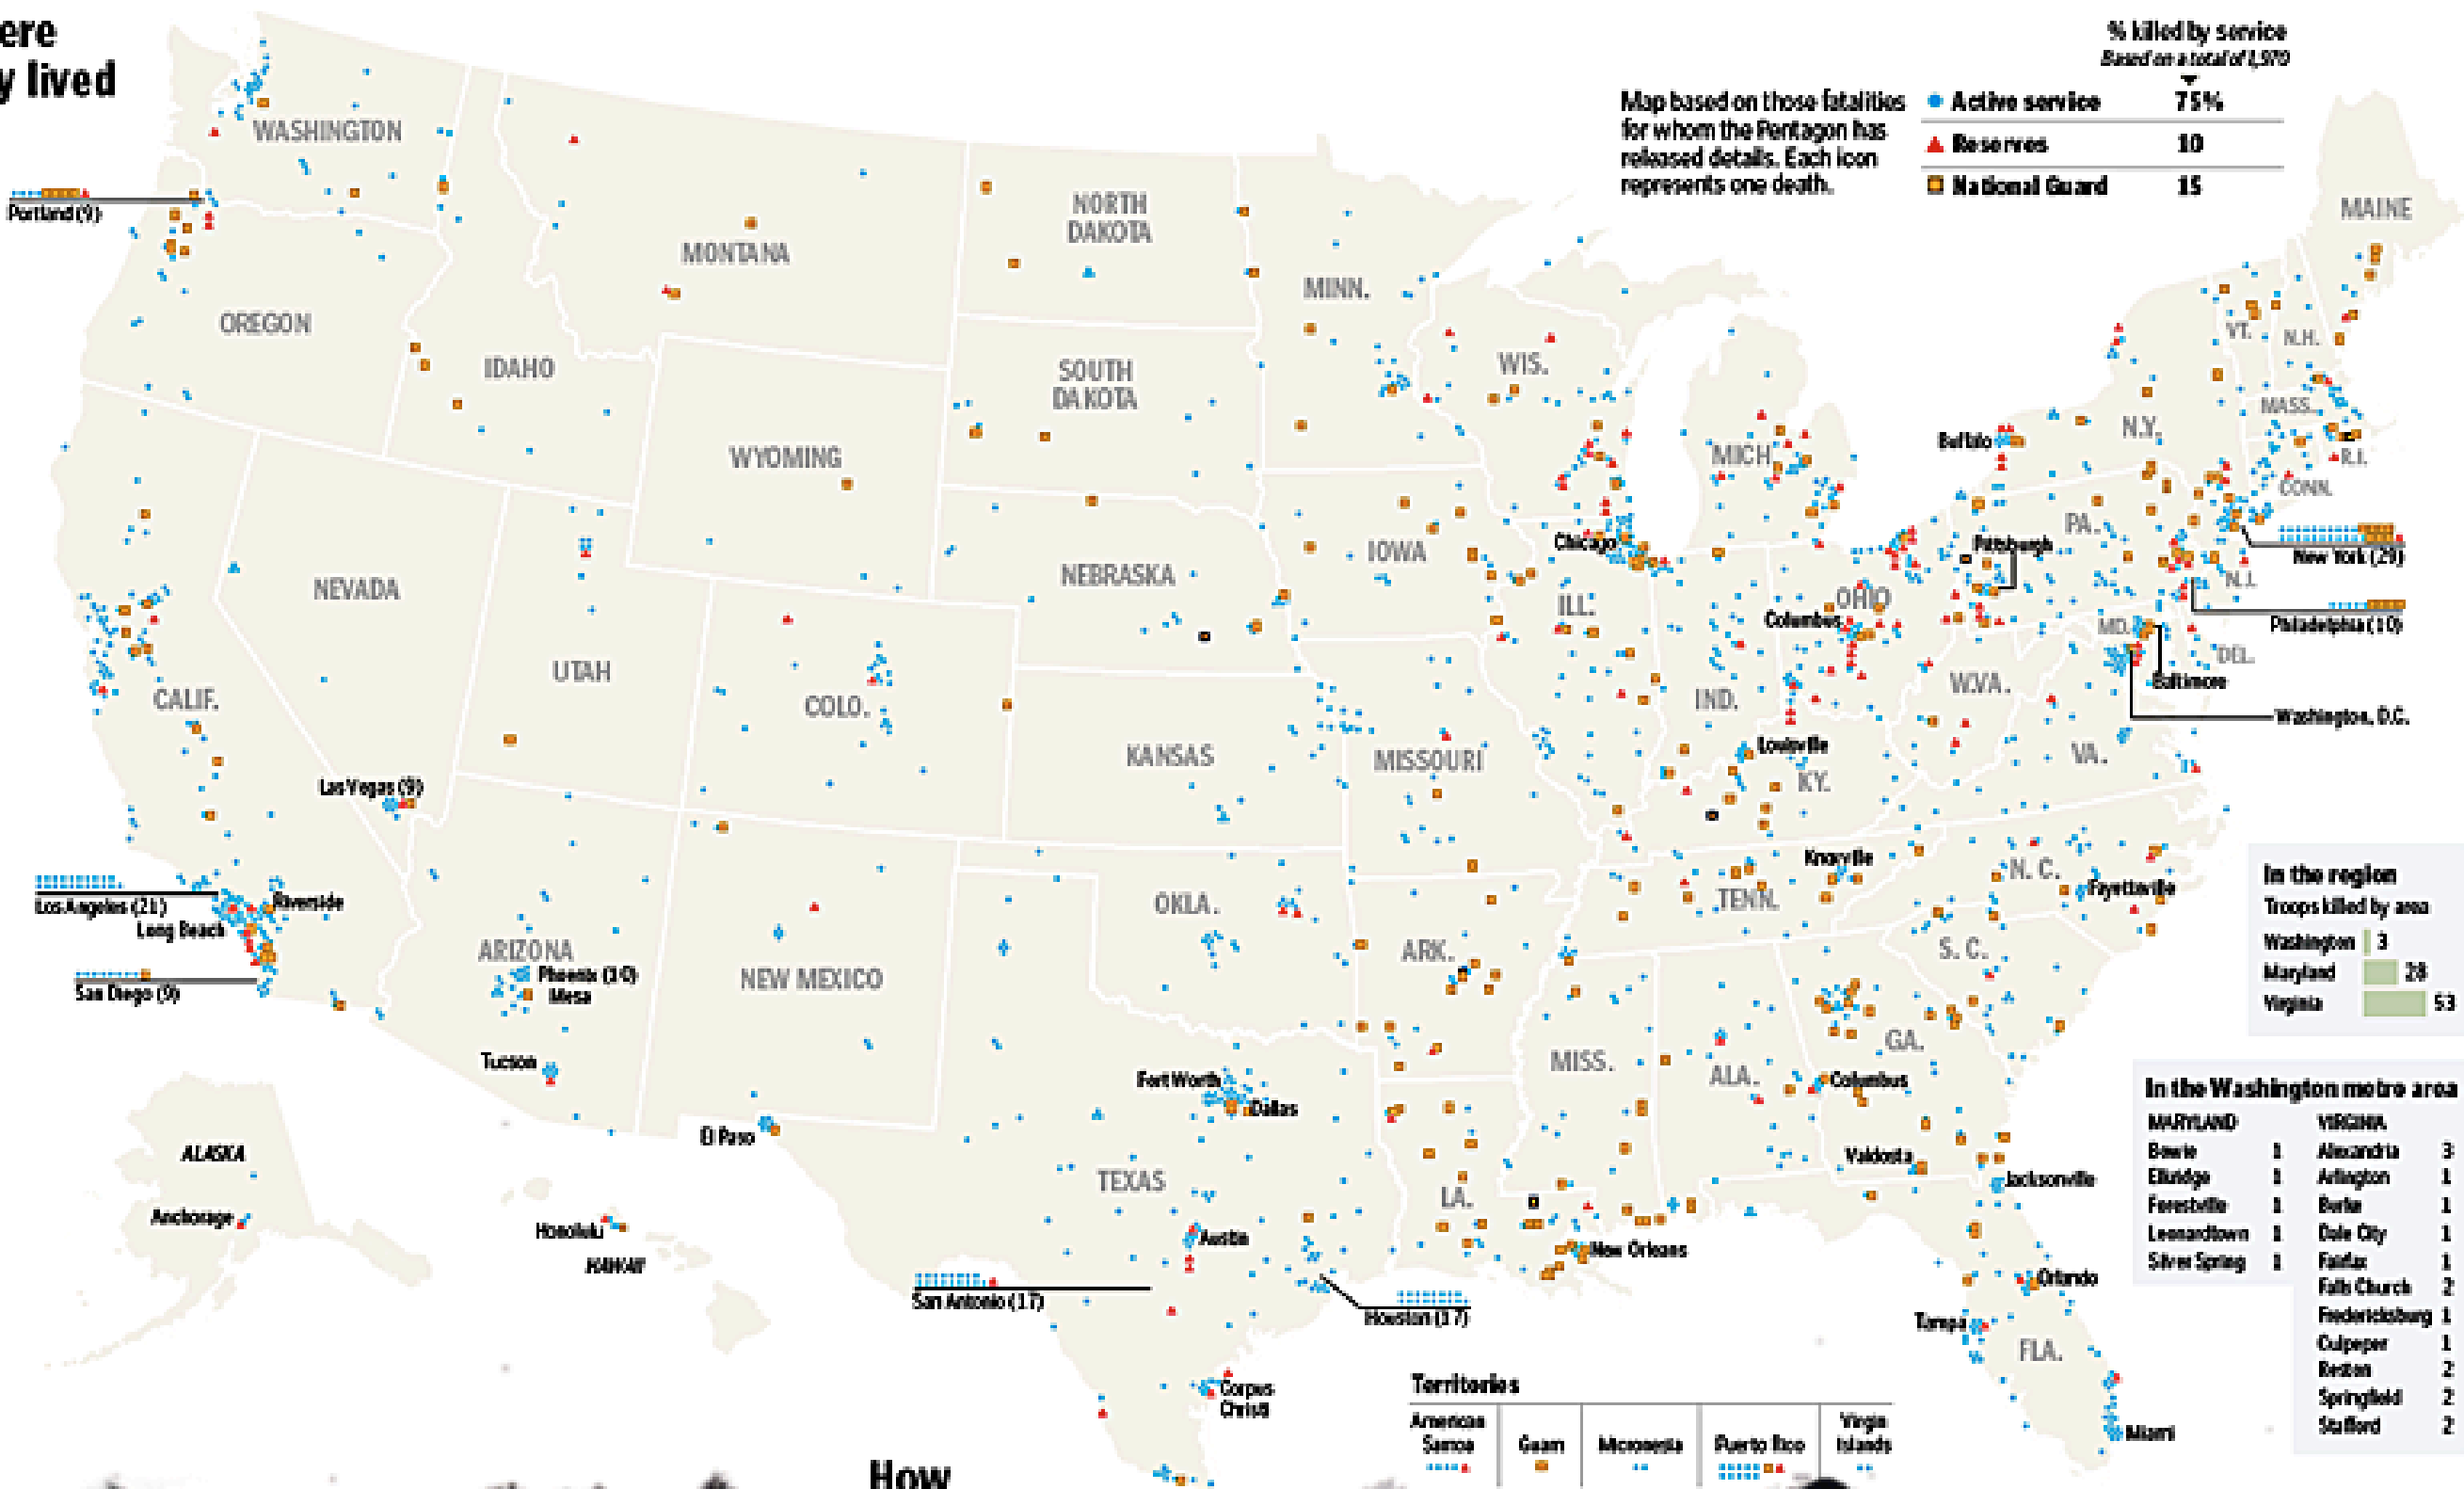 ere
y lived
% killed by service
Based on a total of 1,970
Map based on those fatalities
for whom the Pentagon has
released details. Each icon
represents one death.
Active service 75%
Reserves 10
National Guard 15
WASHINGTON
Portland (9)
OREGON
IDAHO
MONTANA
NORTH
DAKOTA
MINN.
SOUTH
DAKOTA
WIS.
MICH.
WYOMING
NEBRASKA
IOWA
NEVADA
UTAH
COLO.
CALIF.
KANSAS
MISSOURI
ILL.
IND.
OHIO
Chicago
Columbus
MAINE
VT.
N.H.
MASS.
N.Y.
R.I.
CONN.
Buffalo
PA.
Pittsburgh
New York (29)
N.J.
Philadelphia (10)
MD.
DEL.
Baltimore
Washington, D.C.
W.VA.
VA.
Louisville
KY.
Knoxville
TENN.
N. C.
Fayetteville
S. C.
Las Vegas (9)
Los Angeles (21)
Riverside
Long Beach
San Diego (9)
ARIZONA
Phoenix (10)
Mesa
Tucson
NEW MEXICO
El Paso
OKLA.
ARK.
MISS.
ALA.
GA.
Columbus
Valdosta
Fort Worth
Dallas
TEXAS
LA.
Austin
New Orleans
San Antonio (17)
Houston (17)
Corpus
Christi
Jacksonville
Orlando
Tampa
FLA.
Miami
ALASKA
Anchorage
Honolulu
HAWAII
In the region
Troops killed by area
Washington 3
Maryland 28
Virginia 53
In the Washington metro area
MARYLAND
Bowie 1
Elkridge 1
Forestville 1
Leonardtown 1
Silver Spring 1
VIRGINIA
Alexandria 3
Arlington 1
Burke 1
Dale City 1
Fairfax 1
Falls Church 2
Fredericksburg 1
Culpeper 1
Reston 2
Springfield 2
Stafford 2
Territories
American
Samoa
Guam
Micronesia
Puerto Rico
Virgin
Islands
How